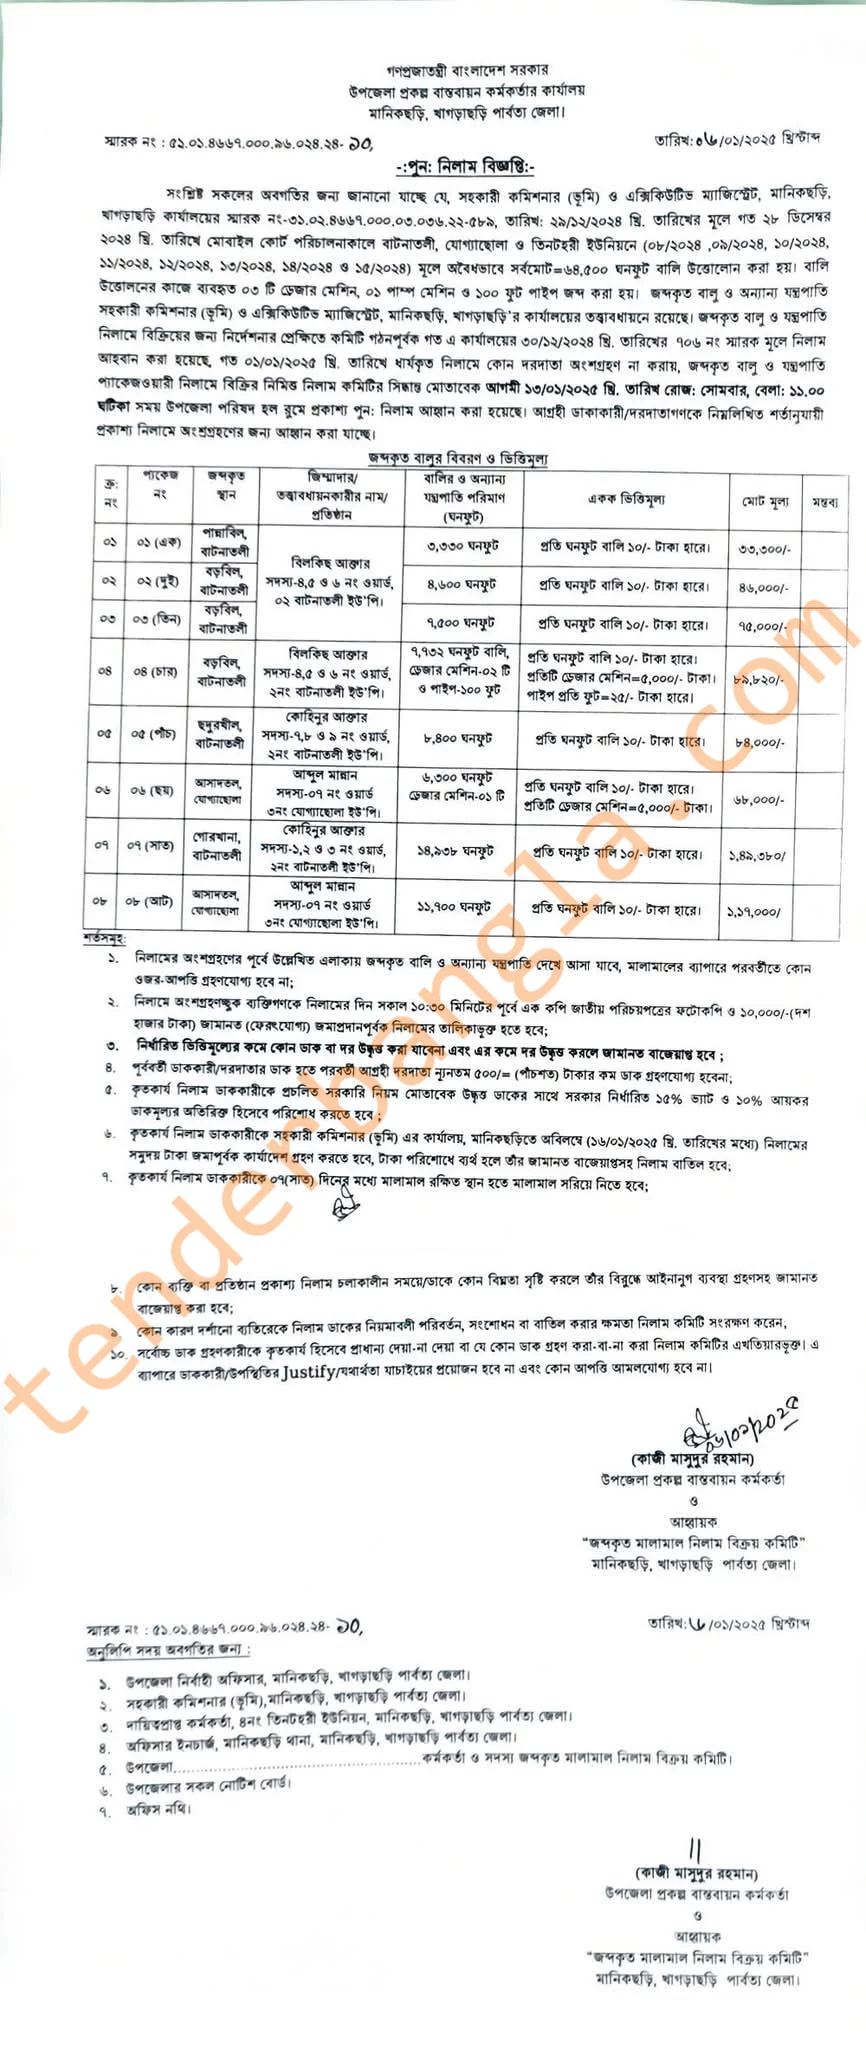 গণপ্রজাতন্ত্রী বাংলাদেশ সরকার
উপজেলা প্রকল্প বাস্তবায়ন কর্মকর্তার কার্যালয়
মানিকছড়ি, খাগড়াছড়ি পার্বত্য জেলা।
স্মারক নং : ৫১.০১.৪৬৬৭.০০০.৯৬.০২৪.২৪- ১০,
তারিখ: ০৬/০১/২০২৫ খ্রিস্টাব্দ
-:পুন: নিলাম বিজ্ঞপ্তি:-
সংশ্লিষ্ট সকলের অবগতির জন্য জানানো যাচ্ছে যে, সহকারী কমিশনার (ভূমি) ও এক্সিকিউটিভ ম্যাজিস্ট্রেট, মানিকছড়ি,
খাগড়াছড়ি কার্যালয়ের স্মারক নং-৩১.০২.৪৬৬৭.০০০.০৩.০৩৬.২২-৫৮৯, তারিখ: ২৯/১২/২০২৪ খ্রি. তারিখের মূলে গত ২৮ ডিসেম্বর
২০২৪ খ্রি. তারিখে মোবাইল কোর্ট পরিচালনাকালে বাটনাতলী, যোগ্যাছোলা ও তিনটহরী ইউনিয়নে (০৮/২০২৪ ,০৯/২০২৪, ১০/২০২৪,
১১/২০২৪, ১২/২০২৪, ১৩/২০২৪, ১৪/২০২৪ ও ১৫/২০২৪) মূলে অবৈধভাবে সর্বমোট=৬৪,৫০০ ঘনফুট বালি উত্তোলন করা হয়। বালি
উত্তোলনের কাজে ব্যবহৃত ০৩ টি ড্রেজার মেশিন, ০১ পাম্প মেশিন ও ১০০ ফুট পাইপ জব্দ করা হয়। জব্দকৃত বালু ও অন্যান্য যন্ত্রপাতি
সহকারী কমিশনার (ভূমি) ও এক্সিকিউটিভ ম্যাজিস্ট্রেট, মানিকছড়ি, খাগড়াছড়ি’র কার্যালয়ের তত্ত্বাবধায়নে রয়েছে। জব্দকৃত বালু ও যন্ত্রপাতি
নিলামে বিক্রিয়ের জন্য নির্দেশনার প্রেক্ষিতে কমিটি গঠনপূর্বক গত এ কার্যালয়ের ৩০/১২/২০২৪ খ্রি. তারিখের ৭০৬ নং স্মারক মূলে নিলাম
আহবান করা হয়েছে, গত ০১/০১/২০২৫ খ্রি. তারিখে ধার্যকৃত নিলামে কোন দরদাতা অংশগ্রহণ না করায়, জব্দকৃত বালু ও যন্ত্রপাতি
প্যাকেজওয়ারী নিলামে বিক্রির নিমিত্ত নিলাম কমিটির সিদ্ধান্ত মোতাবেক আগামী ১৩/০১/২০২৫ খ্রি. তারিখ রোজ: সোমবার, বেলা: ১১.০০
ঘটিকা সময় উপজেলা পরিষদ হল রুমে প্রকাশ্য পুন: নিলাম আহ্বান করা হয়েছে। আগ্রহী ডাককারী/দরদাতাগণকে নিম্নলিখিত শর্তানুযায়ী
প্রকাশ্য নিলামে অংশগ্রহণের জন্য আহ্বান করা যাচ্ছে।
জব্দকৃত বালুর বিবরণ ও ভিত্তিমূল্য
ক্র: নং | প্যাকেজ নং | জব্দকৃত স্থান | জিম্মাদার/ তত্ত্বাবধায়নকারীর নাম/ প্রতিষ্ঠান | বালির ও অন্যান্য যন্ত্রপাতি পরিমাণ (ঘনফুট) | একক ভিত্তিমূল্য | মোট মূল্য | মন্তব্য
০১ | ০১ (এক) | পান্নাবিল, বাটনাতলী | বিলকিছ আক্তার সদস্য-৪,৫ ও ৬ নং ওয়ার্ড, ০২ বাটনাতলী ইউ'পি। | ৩,৩৩০ ঘনফুট | প্রতি ঘনফুট বালি ১০/- টাকা হারে। | ৩৩,৩০০/-
০২ | ০২ (দুই) | বড়বিল, বাটনাতলী | ৪,৬০০ ঘনফুট | প্রতি ঘনফুট বালি ১০/- টাকা হারে। | ৪৬,০০০/-
০৩ | ০৩ (তিন) | বড়বিল, বাটনাতলী | ৭,৫০০ ঘনফুট | প্রতি ঘনফুট বালি ১০/- টাকা হারে। | ৭৫,০০০/-
০৪ | ০৪ (চার) | বড়বিল, বাটনাতলী | বিলকিছ আক্তার সদস্য-৪,৫ ও ৬ নং ওয়ার্ড, ২নং বাটনাতলী ইউ'পি। | ৭,৭৩২ ঘনফুট বালি, ড্রেজার মেশিন-০২ টি ও পাইপ-১০০ ফুট | প্রতি ঘনফুট বালি ১০/- টাকা হারে। প্রতিটি ড্রেজার মেশিন=৫,০০০/- টাকা। পাইপ প্রতি ফুট=২৫/- টাকা হারে। | ৮৯,৮২০/-
০৫ | ০৫ (পাঁচ) | ছদুরখীল, বাটনাতলী | কোহিনুর আক্তার সদস্য-৭,৮ ও ৯ নং ওয়ার্ড, ২নং বাটনাতলী ইউ'পি। | ৮,৪০০ ঘনফুট | প্রতি ঘনফুট বালি ১০/- টাকা হারে। | ৮৪,০০০/-
০৬ | ০৬ (ছয়) | আসাদতল, যোগ্যাছোলা | আব্দুল মান্নান সদস্য-০৭ নং ওয়ার্ড ৩নং যোগ্যাছোলা ইউ'পি। | ৬,৩০০ ঘনফুট ড্রেজার মেশিন-০১ টি | প্রতি ঘনফুট বালি ১০/- টাকা হারে। প্রতিটি ড্রেজার মেশিন=৫,০০০/- টাকা। | ৬৮,০০০/-
০৭ | ০৭ (সাত) | গোরখানা, বাটনাতলী | কোহিনুর আক্তার সদস্য-১,২ ও ৩ নং ওয়ার্ড, ২নং বাটনাতলী ইউ'পি। | ১৪,৯৩৮ ঘনফুট | প্রতি ঘনফুট বালি ১০/- টাকা হারে। | ১,৪৯,৩৮০/
০৮ | ০৮ (আট) | আসাদতল, যোগ্যাছোলা | আব্দুল মান্নান সদস্য-০৭ নং ওয়ার্ড ৩নং যোগ্যাছোলা ইউ'পি। | ১১,৭০০ ঘনফুট | প্রতি ঘনফুট বালি ১০/- টাকা হারে। | ১,১৭,০০০/
শর্তসমূহ:
১. নিলামের অংশগ্রহণের পূর্বে উল্লেখিত এলাকায় জব্দকৃত বালি ও অন্যান্য যন্ত্রপাতি দেখে আসা যাবে, মালামালের ব্যাপারে পরবর্তীতে কোন
ওজর-আপত্তি গ্রহণযোগ্য হবে না;
২. নিলামে অংশগ্রহণচ্ছুক ব্যক্তিগণকে নিলামের দিন সকাল ১০:৩০ মিনিটের পূর্বে এক কপি জাতীয় পরিচয়পত্রের ফটোকপি ও ১০,০০০/-(দশ
হাজার টাকা) জামানত (ফেরৎযোগ্য) জমাপ্রদানপূর্বক নিলামের তালিকাভুক্ত হতে হবে;
৩. নির্ধারিত ভিত্তিমূল্যের কমে কোন ডাক বা দর উদ্ধৃত করা যাবেনা এবং এর কমে দর উদ্ধৃত করলে জামানত বাজেয়াপ্ত হবে ;
৪. পূর্ববর্তী ডাককারী/দরদাতার ডাক হতে পরবর্তী আগ্রহী দরদাতা ন্যূনতম ৫০০/= (পাঁচশত) টাকার কম ডাক গ্রহণযোগ্য হবেনা;
৫. কৃতকার্য নিলাম ডাককারীকে প্রচলিত সরকারি নিয়ম মোতাবেক উদ্ধৃত ডাকের সাথে সরকার নির্ধারিত ১৫% ভ্যাট ও ১০% আয়কর
ডাকমূল্যের অতিরিক্ত হিসেবে পরিশোধ করতে হবে ;
৬. কৃতকার্য নিলাম ডাককারীকে সহকারী কমিশনার (ভূমি) এর কার্যালয়, মানিকছড়িতে অবিলম্বে (১৬/০১/২০২৫ খ্রি. তারিখের মধ্যে) নিলামের
সমুদয় টাকা জমাপূর্বক কার্যাদেশ গ্রহণ করতে হবে, টাকা পরিশোধে ব্যর্থ হলে তাঁর জামানত বাজেয়াপ্তসহ নিলাম বাতিল হবে;
৭. কৃতকার্য নিলাম ডাককারীকে ০৭(সাত) দিনের মধ্যে মালামাল রক্ষিত স্থান হতে মালামাল সরিয়ে নিতে হবে;
৮. কোন ব্যক্তি বা প্রতিষ্ঠান প্রকাশ্য নিলাম চলাকালীন সময়ে/ডাকে কোন বিঘ্নতা সৃষ্টি করলে তাঁর বিরুদ্ধে আইনানুগ ব্যবস্থা গ্রহণসহ জামানত
বাজেয়াপ্ত করা হবে;
৯. কোন কারণ দর্শানো ব্যতিরেকে নিলাম ডাকের নিয়মাবলী পরিবর্তন, সংশোধন বা বাতিল করার ক্ষমতা নিলাম কমিটি সংরক্ষণ করেন;
১০. সর্বোচ্চ ডাক গ্রহণকারীকে কৃতকার্য হিসেবে প্রাধান্য দেয়া-না দেয়া বা যে কোন ডাক গ্রহণ করা-বা-না করা নিলাম কমিটির এখতিয়ারভূক্ত। এ
ব্যাপারে ডাককারী/উপস্থিতির Justify/যথার্থতা যাচাইয়ের প্রয়োজন হবে না এবং কোন আপত্তি আমলযোগ্য হবে না।
০৬/০১/২০২৫
(কাজী মাসুদুর রহমান)
উপজেলা প্রকল্প বাস্তবায়ন কর্মকর্তা
ও
আহ্বায়ক
“জব্দকৃত মালামাল নিলাম বিক্রয় কমিটি”
মানিকছড়ি, খাগড়াছড়ি পার্বত্য জেলা।
স্মারক নং : ৫১.০১.৪৬৬৭.০০০.৯৬.০২৪.২৪- ১০,
তারিখ: ০৬/০১/২০২৫ খ্রিস্টাব্দ
অনুলিপি সদয় অবগতির জন্য :
১. উপজেলা নির্বাহী অফিসার, মানিকছড়ি, খাগড়াছড়ি পার্বত্য জেলা।
২. সহকারী কমিশনার (ভূমি),মানিকছড়ি, খাগড়াছড়ি পার্বত্য জেলা।
৩. দায়িত্বপ্রাপ্ত কর্মকর্তা, ৪নং তিনটহরী ইউনিয়ন, মানিকছড়ি, খাগড়াছড়ি পার্বত্য জেলা।
৪. অফিসার ইনচার্জ, মানিকছড়ি থানা, মানিকছড়ি, খাগড়াছড়ি পার্বত্য জেলা।
৫. উপজেলা..........................................কর্মকর্তা ও সদস্য জব্দকৃত মালামাল নিলাম বিক্রয় কমিটি।
৬. উপজেলার সকল নোটিশ বোর্ড।
৭. অফিস নথি।
(কাজী মাসুদুর রহমান)
উপজেলা প্রকল্প বাস্তবায়ন কর্মকর্তা
ও
আহ্বায়ক
“জব্দকৃত মালামাল নিলাম বিক্রয় কমিটি”
মানিকছড়ি, খাগড়াছড়ি পার্বত্য জেলা।
tenderbangla.com